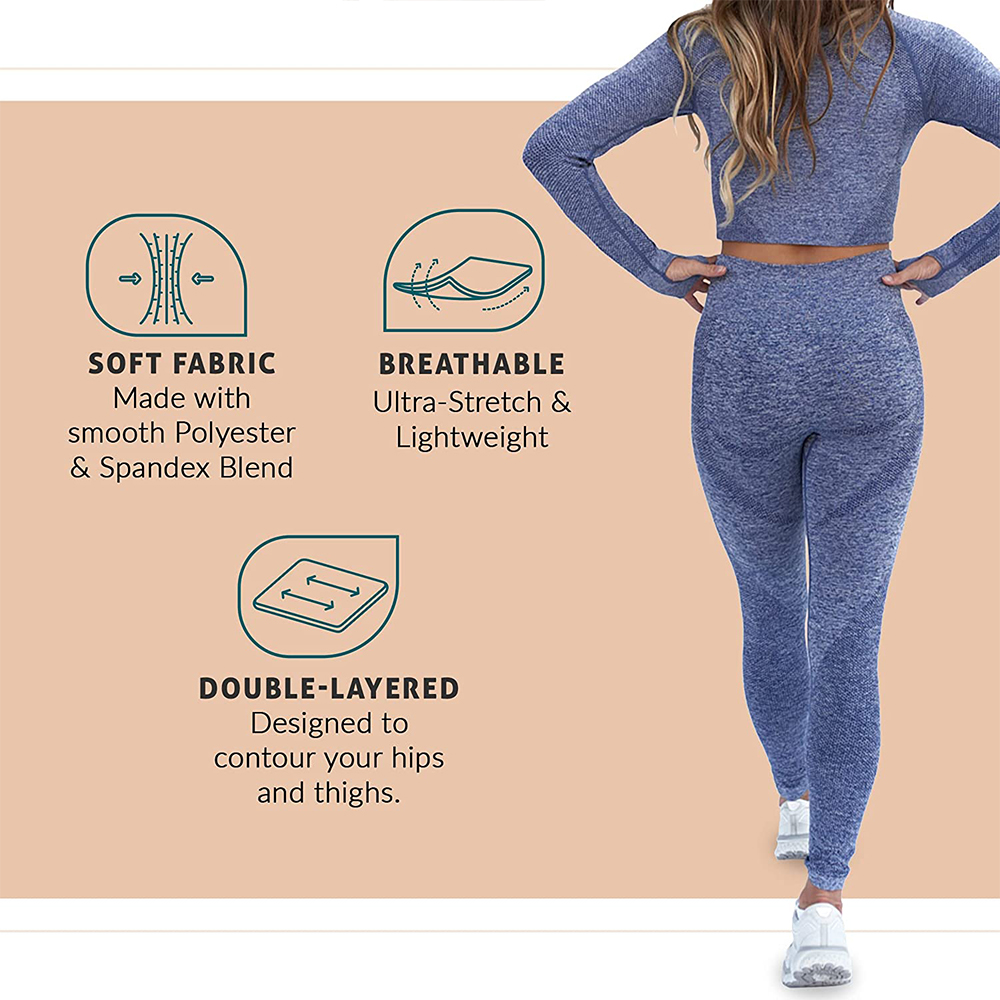 SOFT FABRIC
Made with
smooth Polyester
& Spandex Blend
BREATHABLE
Ultra-Stretch &
Lightweight
DOUBLE-LAYERED
Designed to
contour your hips
and thighs.